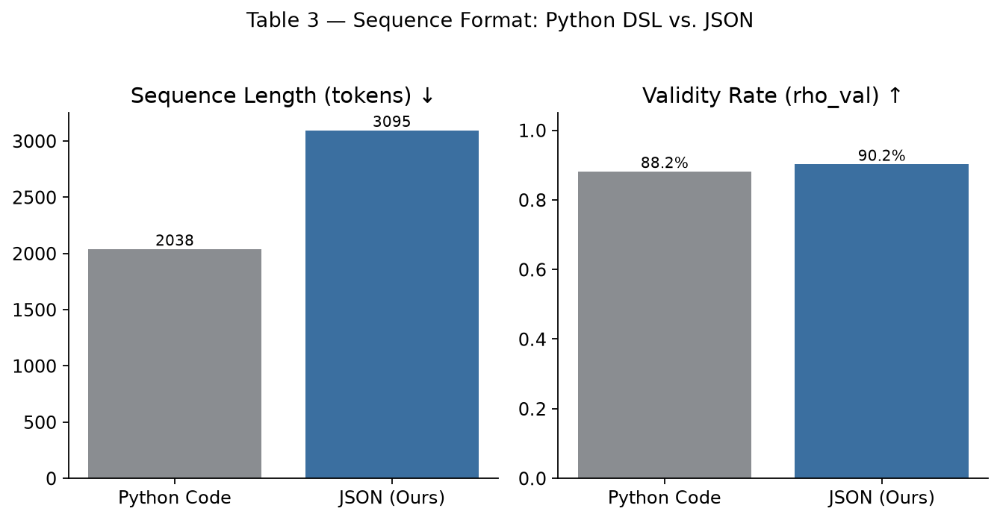 Table 3 — Sequence Format: Python DSL vs. JSON
Sequence Length (tokens) ↓
3000
2500
2000
1500
1000
500
0
2038
3095
Python Code
JSON (Ours)
Validity Rate (rho_val) ↑
1.0
0.8
0.6
0.4
0.2
0.0
88.2%
90.2%
Python Code
JSON (Ours)